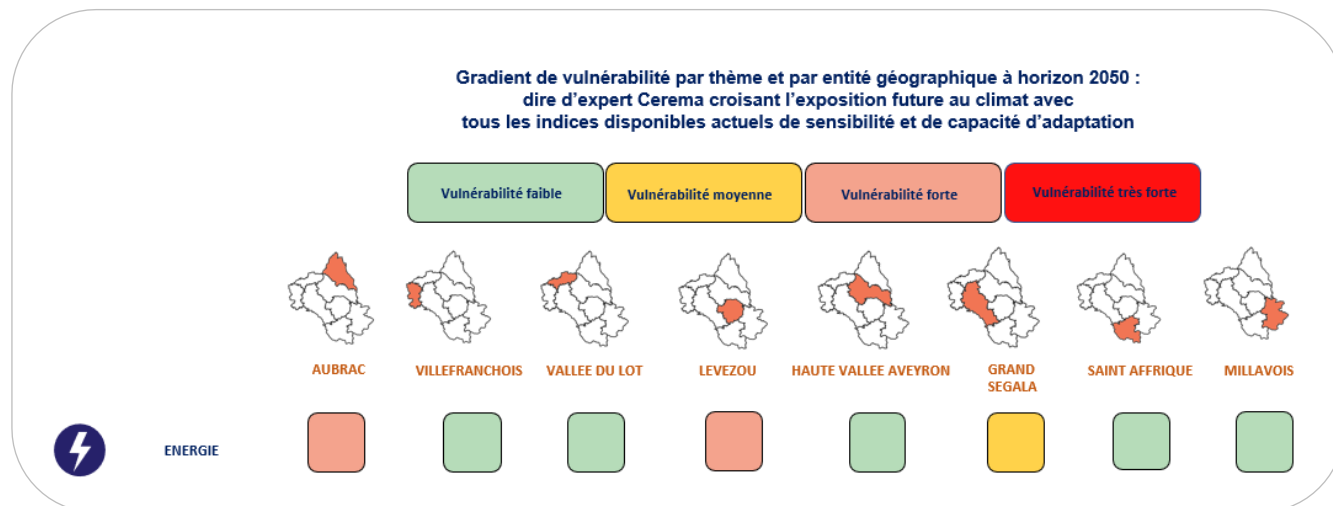 Gradient de vulnérabilité par thème et par entité géographique à horizon 2050 :
dire d'expert Cerema croisant l'exposition future au climat avec
tous les indices disponibles actuels de sensibilité et de capacité d'adaptation
Vulnérabilité faible
Vulnérabilité moyenne
Vulnérabilité forte
Vulnérabilité très forte
AUBRAC
VILLEFRANCHOIS
VALLEE DU LOT
LEVEZOU
HAUTE VALLEE AVEYRON
GRAND
SEGALA
SAINT AFFRIQUE
MILLAVOIS
ENERGIE